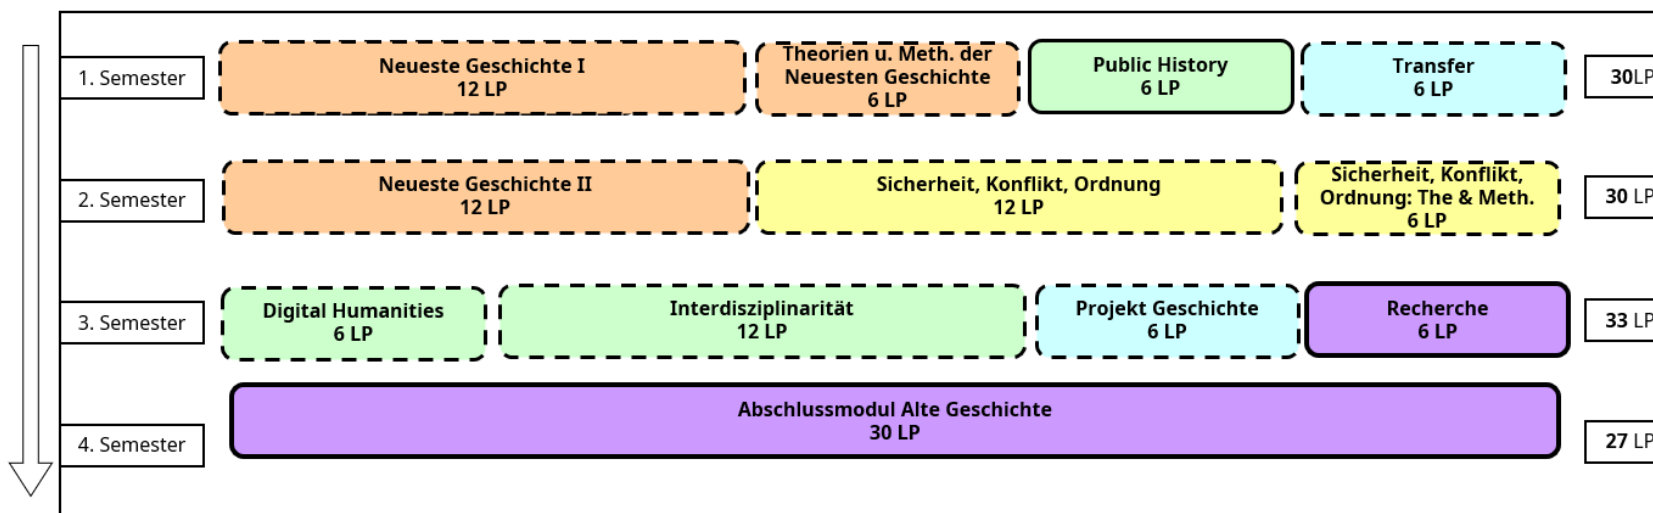 1. Semester
Neueste Geschichte I
12 LP
Theorien u. Meth. der
Neuesten Geschichte
6 LP
Public History
6 LP
Transfer
6 LP
30LP
2. Semester
Neueste Geschichte II
12 LP
Sicherheit, Konflikt, Ordnung
12 LP
Sicherheit, Konflikt,
Ordnung: The & Meth.
6 LP
30 LP
3. Semester
Digital Humanities
6 LP
Interdisziplinarität
12 LP
Projekt Geschichte
6 LP
Recherche
6 LP
33 LP
4. Semester
Abschlussmodul Alte Geschichte
30 LP
27 LP